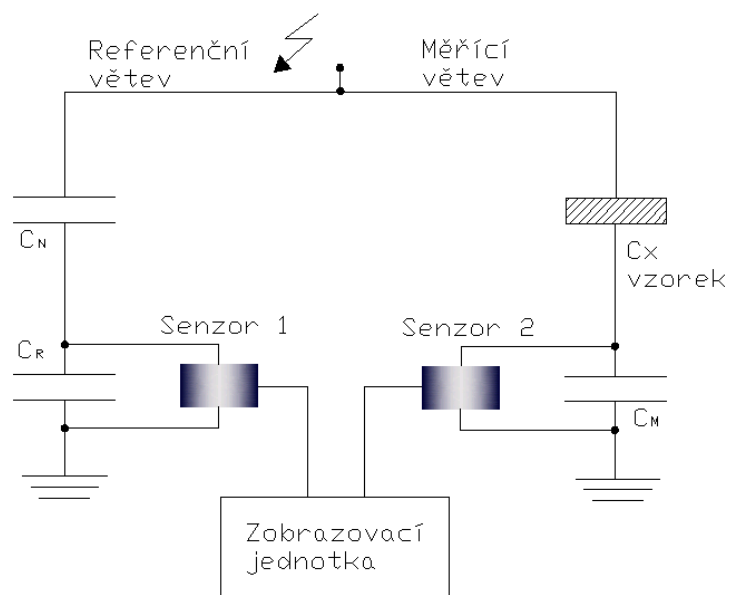 Referenční
větev
Měřící
větev
CN
Cx
vzorek
Senzor 1
Senzor 2
CR
CM
Zobrazovací
jednotka